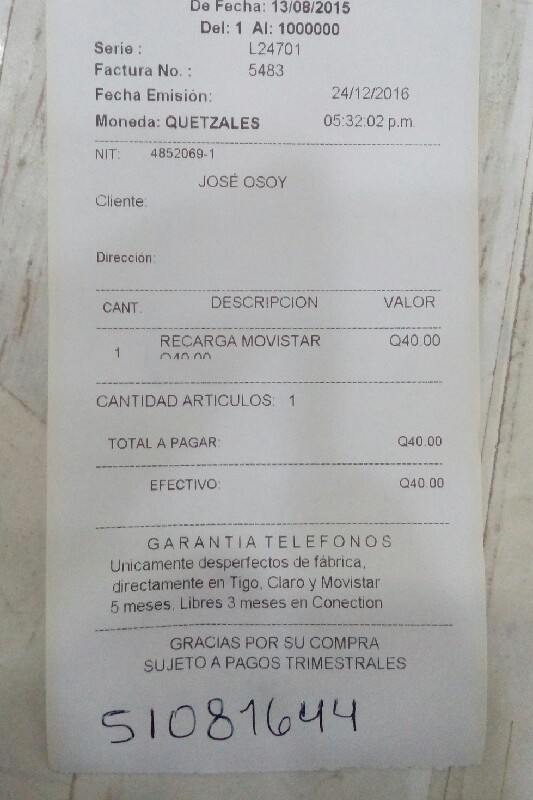 De Fecha: 13/08/2015
Del: 1 Al: 1000000
Serie : L24701
Factura No. : 5483
Fecha Emisión: 24/12/2016
Moneda: QUETZALES 05:32:02 p.m.
NIT: 4852069-1
JOSÉ OSOY
Cliente:
Dirección:
CANT. DESCRIPCION VALOR
1 RECARGA MOVISTAR Q40.00
Q40.00
CANTIDAD ARTICULOS: 1
TOTAL A PAGAR: Q40.00
EFECTIVO: Q40.00
GARANTIA TELEFONOS
Unicamente desperfectos de fábrica,
directamente en Tigo, Claro y Movistar
5 meses. Libres 3 meses en Conection
GRACIAS POR SU COMPRA
SUJETO A PAGOS TRIMESTRALES
51081644